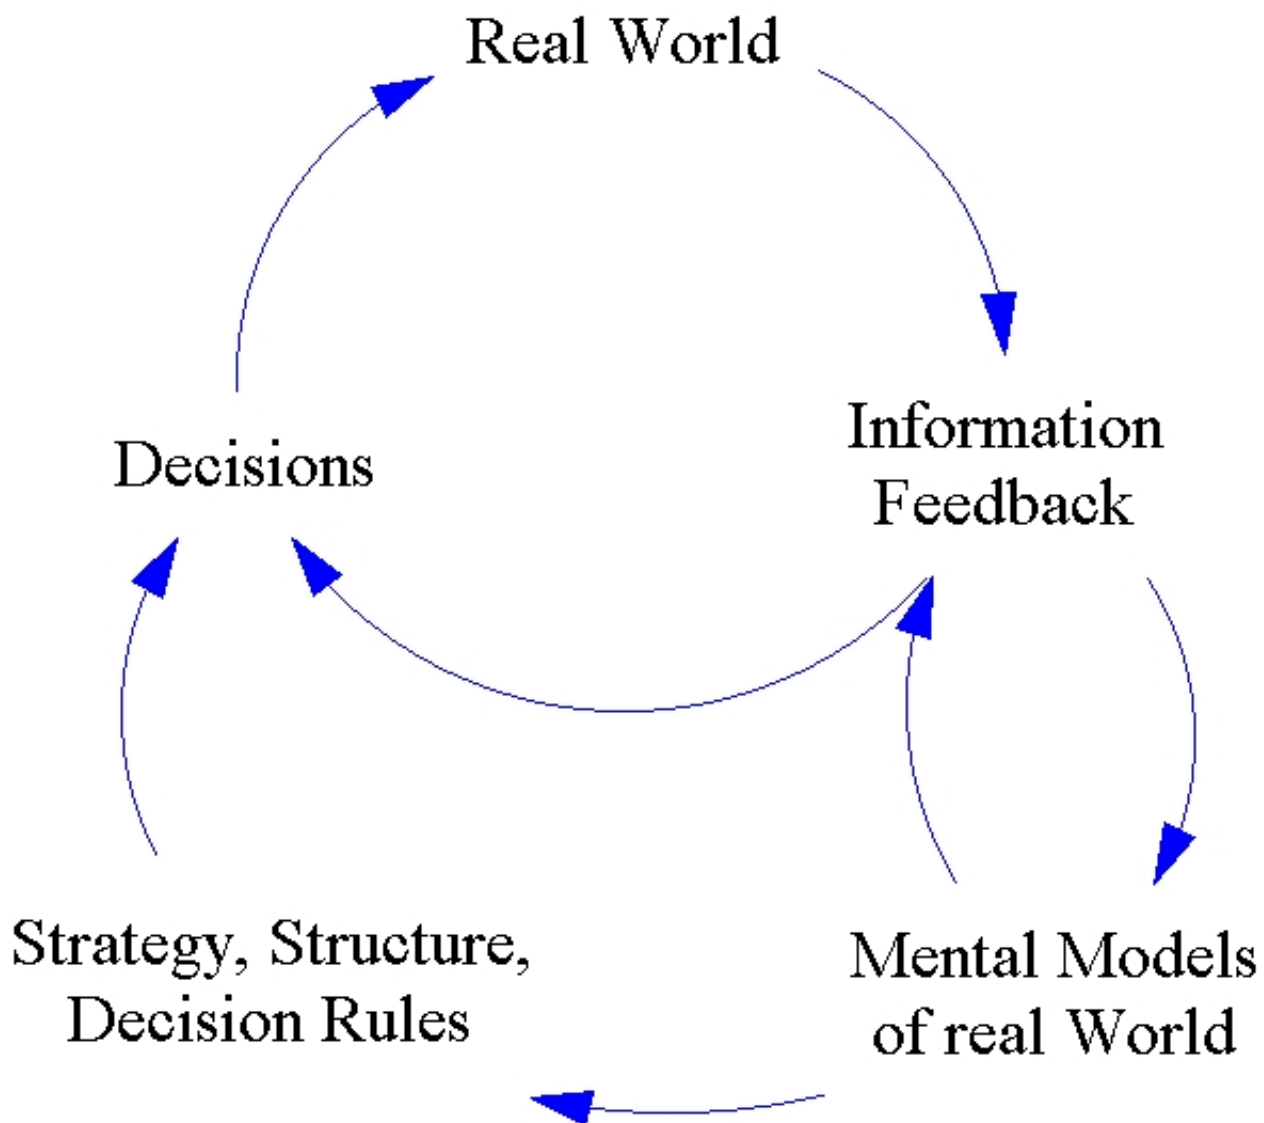 Real World
Information
Feedback
Decisions
Strategy, Structure,
Decision Rules
Mental Models
of real World